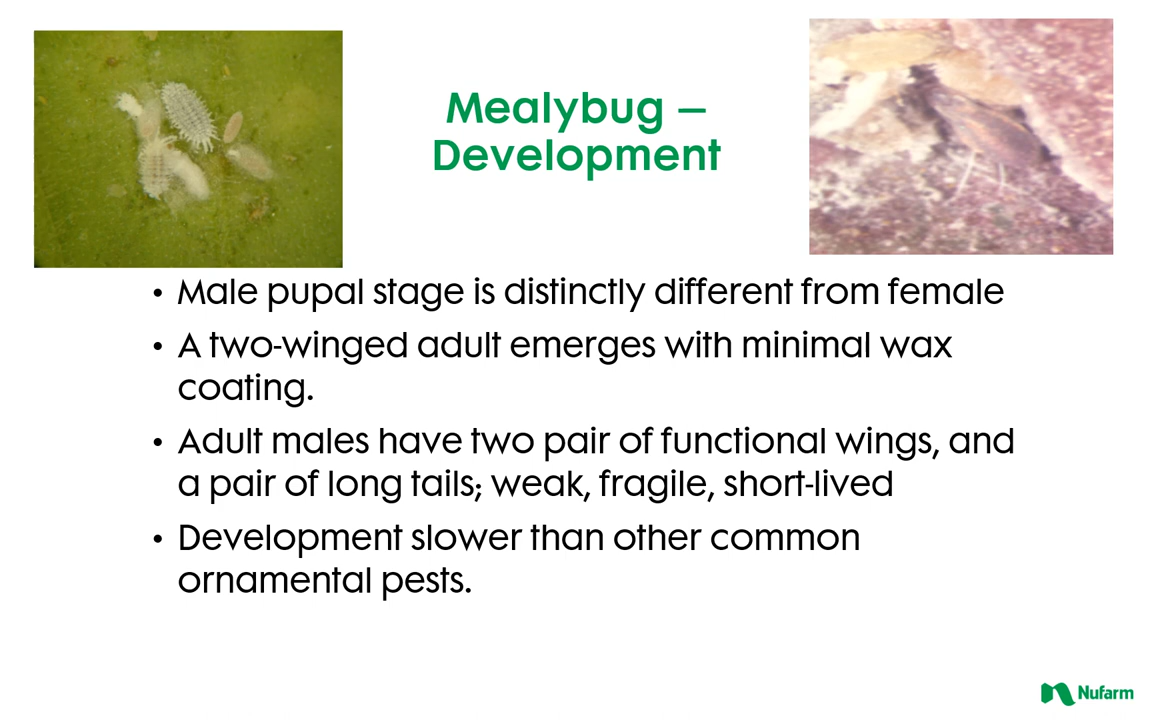 Mealybug –
Development
• Male pupal stage is distinctly different from female
• A two-winged adult emerges with minimal wax
coating.
• Adult males have two pair of functional wings, and
a pair of long tails; weak, fragile, short-lived
• Development slower than other common
ornamental pests.
Nufarm